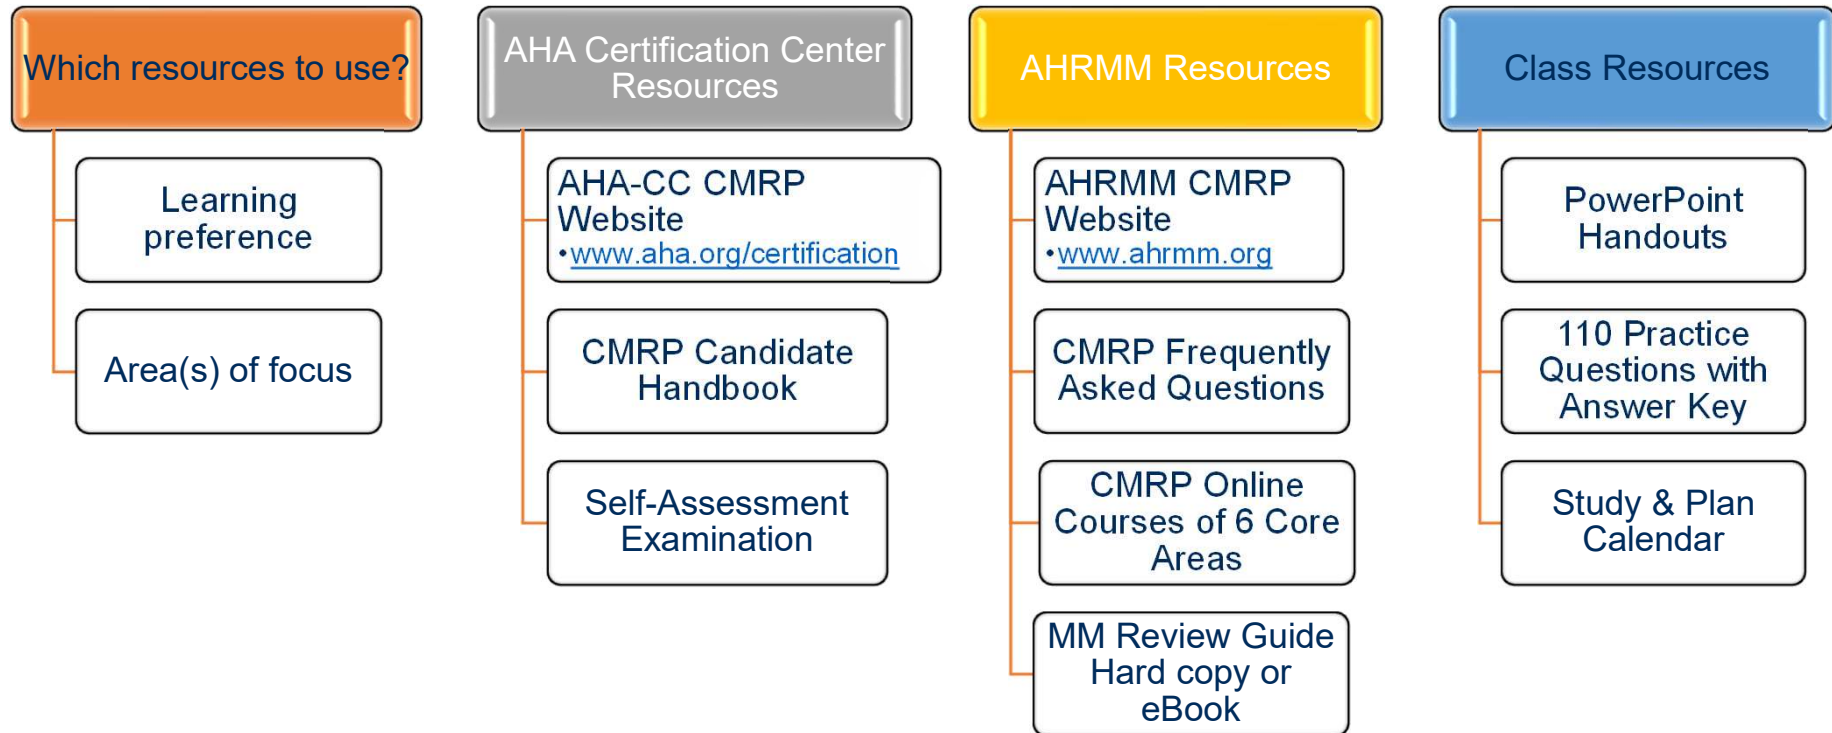 Which resources to use?
Learning
preference
Area(s) of focus
AHA Certification Center
Resources
AHA-CC CMRP
Website
•www.aha.org/certification
CMRP Candidate
Handbook
Self-Assessment
Examination
AHRMM Resources
AHRMM CMRP
Website
•www.ahrmm.org
CMRP Frequently
Asked Questions
CMRP Online
Courses of 6 Core
Areas
MM Review Guide
Hard copy or
eBook
Class Resources
PowerPoint
Handouts
110 Practice
Questions with
Answer Key
Study & Plan
Calendar